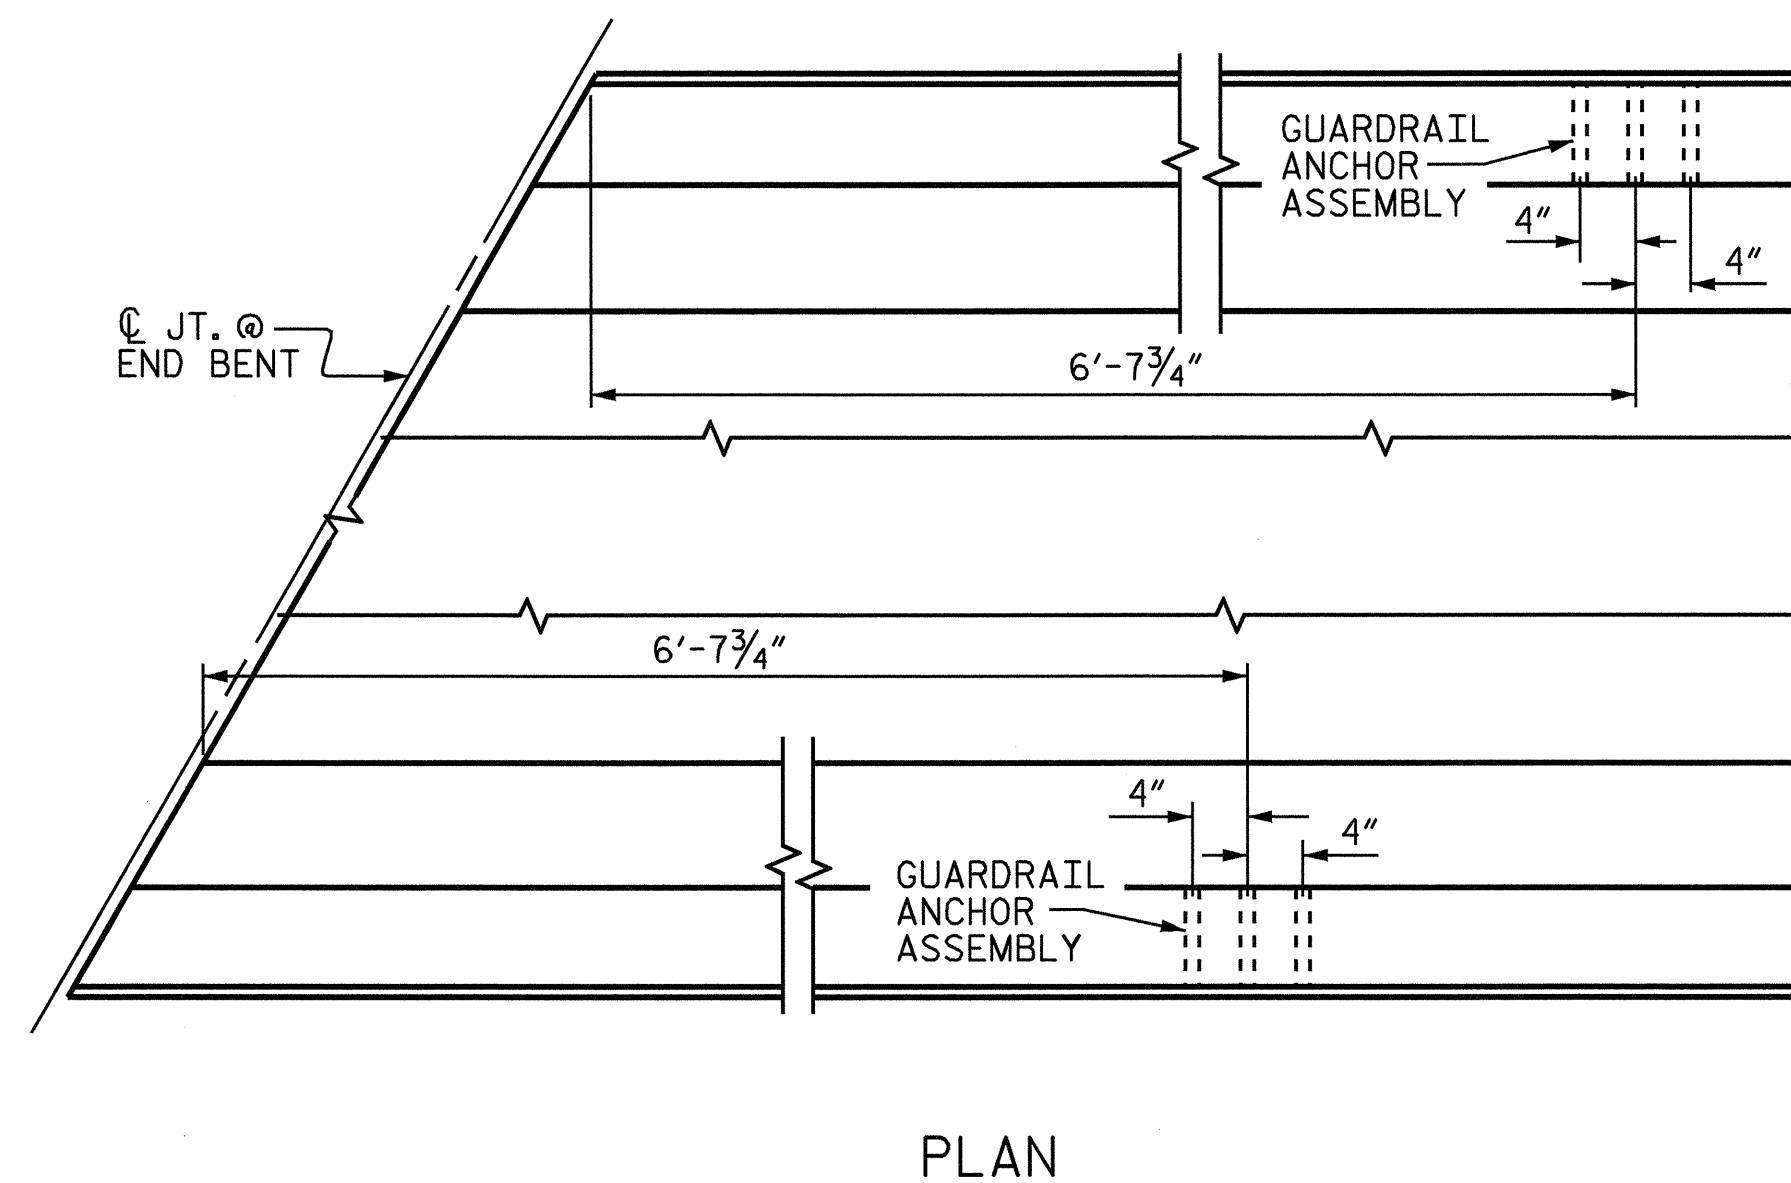 GUARDRAIL
ANCHOR
ASSEMBLY
4"
4"
℄ JT. @
END BENT
6'-7¾"
6'-7¾"
4"
4"
GUARDRAIL
ANCHOR
ASSEMBLY
PLAN